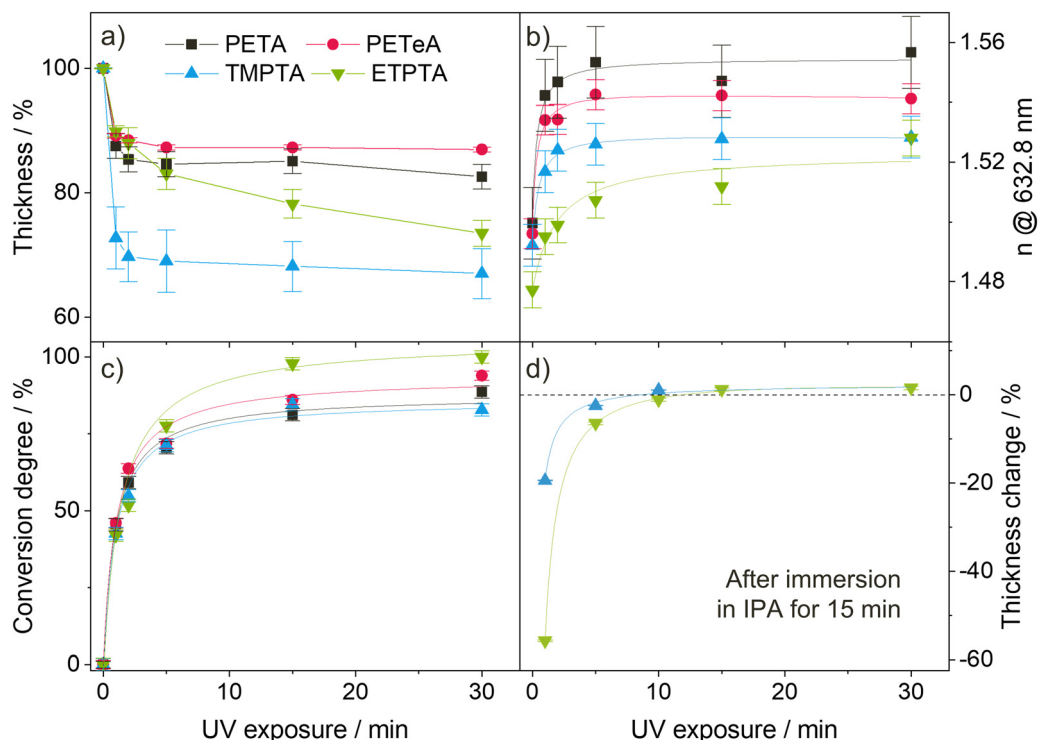 a)
PETA
PETeA
TMPTA
ETPTA
100
80
60
Thickness / %
b)
1.56
1.52
1.48
n @ 632.8 nm
c)
100
50
0
Conversion degree / %
0
10
20
30
UV exposure / min
d)
0
-20
-40
-60
Thickness change / %
After immersion
in IPA for 15 min
0
10
20
30
UV exposure / min